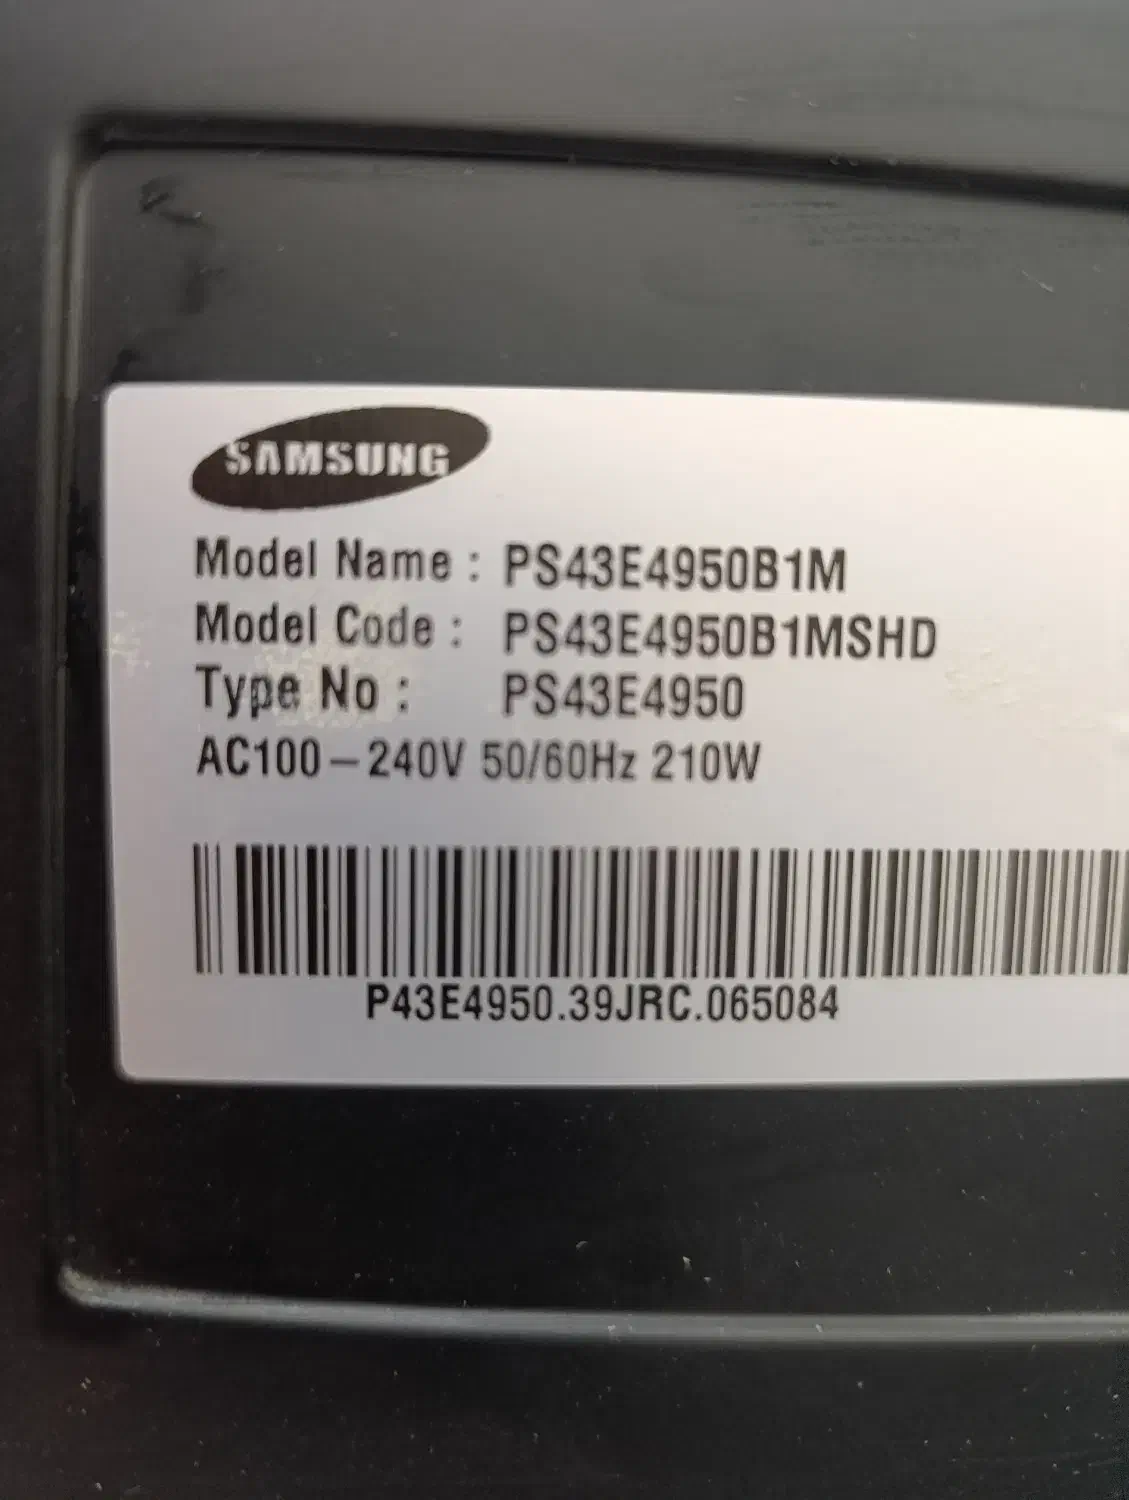 SAMSUNG
Model Name : PS43E4950B1M
Model Code : PS43E4950B1MSHD
Type No : PS43E4950
AC100-240V 50/60Hz 210W
P43E4950.39JRC.065084